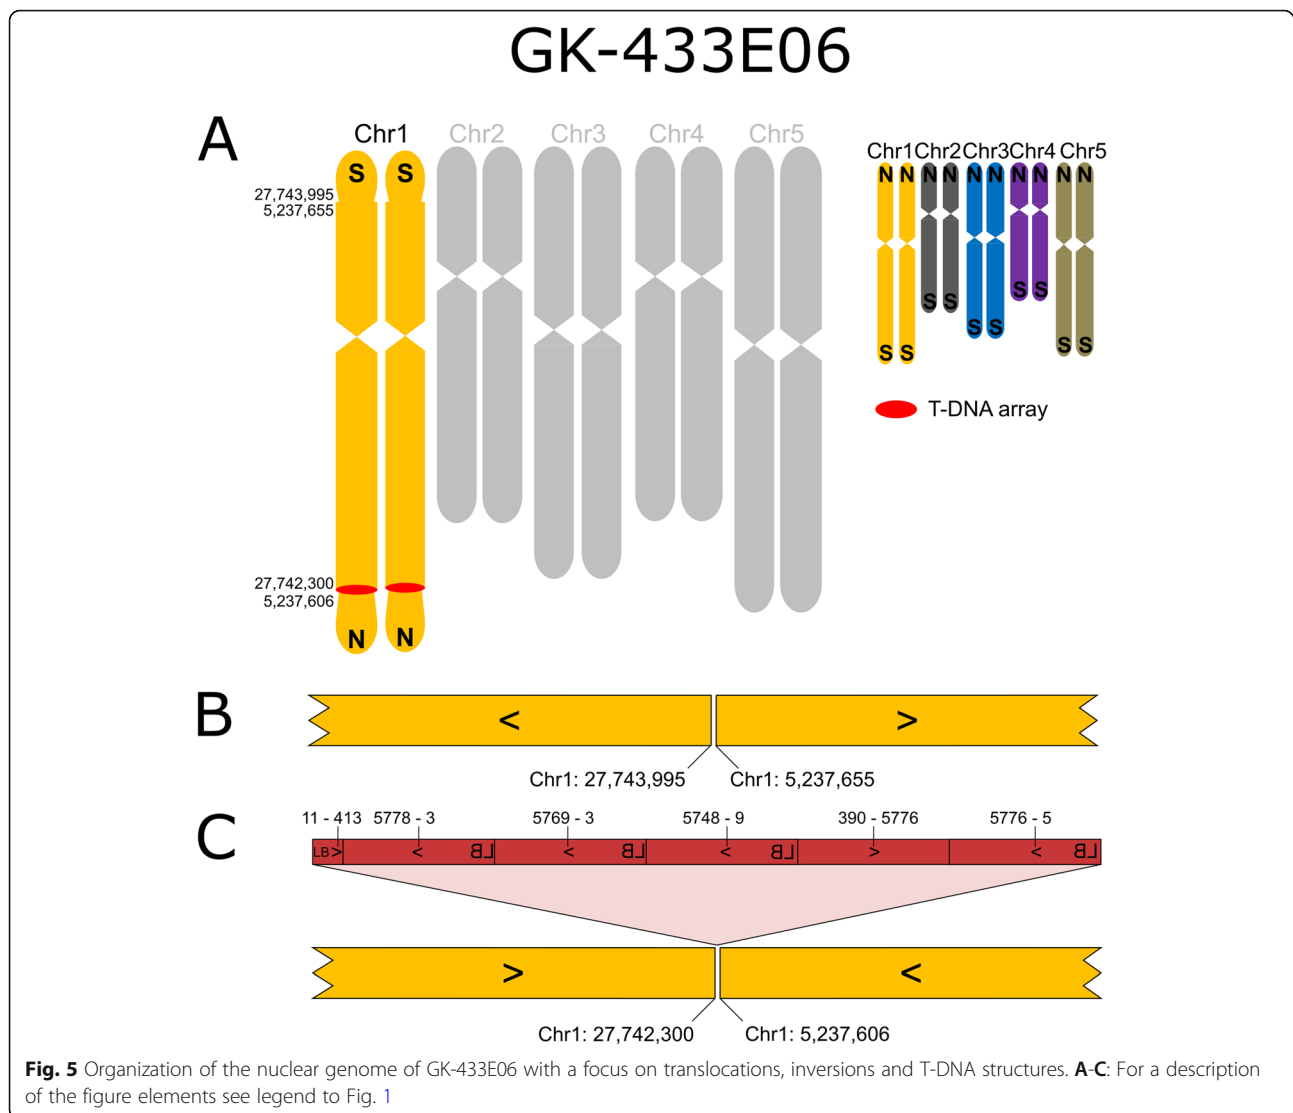 GK-433E06
A
Chr1 Chr2 Chr3 Chr4 Chr5
S S
27,743,995
5,237,655
27,742,300
5,237,606
N N
Chr1 Chr2 Chr3 Chr4 Chr5
N N N N N N N N N N
S S S S S S S S S S
T-DNA array
B
< >
Chr1: 27,743,995 Chr1: 5,237,655
C
11 - 413 5778 - 3 5769 - 3 5748 - 9 390 - 5776 5776 - 5
LB > < LB < LB < LB > < LB
> <
Chr1: 27,742,300 Chr1: 5,237,606
Fig. 5 Organization of the nuclear genome of GK-433E06 with a focus on translocations, inversions and T-DNA structures. A-C: For a description
of the figure elements see legend to Fig. 1